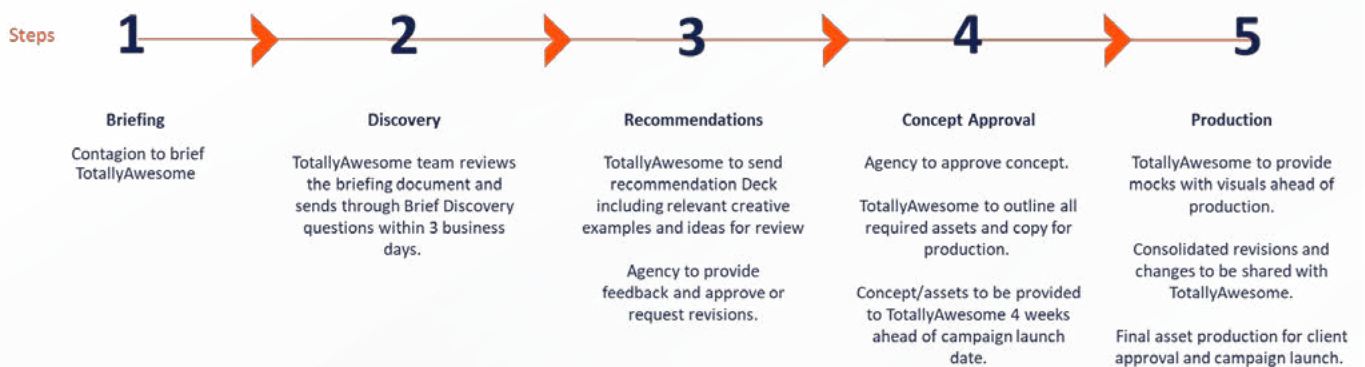 Steps
1
2
3
4
5
Briefing
Contagion to brief
TotallyAwesome
Discovery
TotallyAwesome team reviews
the briefing document and
sends through Brief Discovery
questions within 3 business
days.
Recommendations
TotallyAwesome to send
recommendation Deck
including relevant creative
examples and ideas for review
Agency to provide
feedback and approve or
request revisions.
Concept Approval
Agency to approve concept.
TotallyAwesome to outline all
required assets and copy for
production.
Concept/assets to be provided
to TotallyAwesome 4 weeks
ahead of campaign launch
date.
Production
TotallyAwesome to provide
mocks with visuals ahead of
production.
Consolidated revisions and
changes to be shared with
TotallyAwesome.
Final asset production for client
approval and campaign launch.